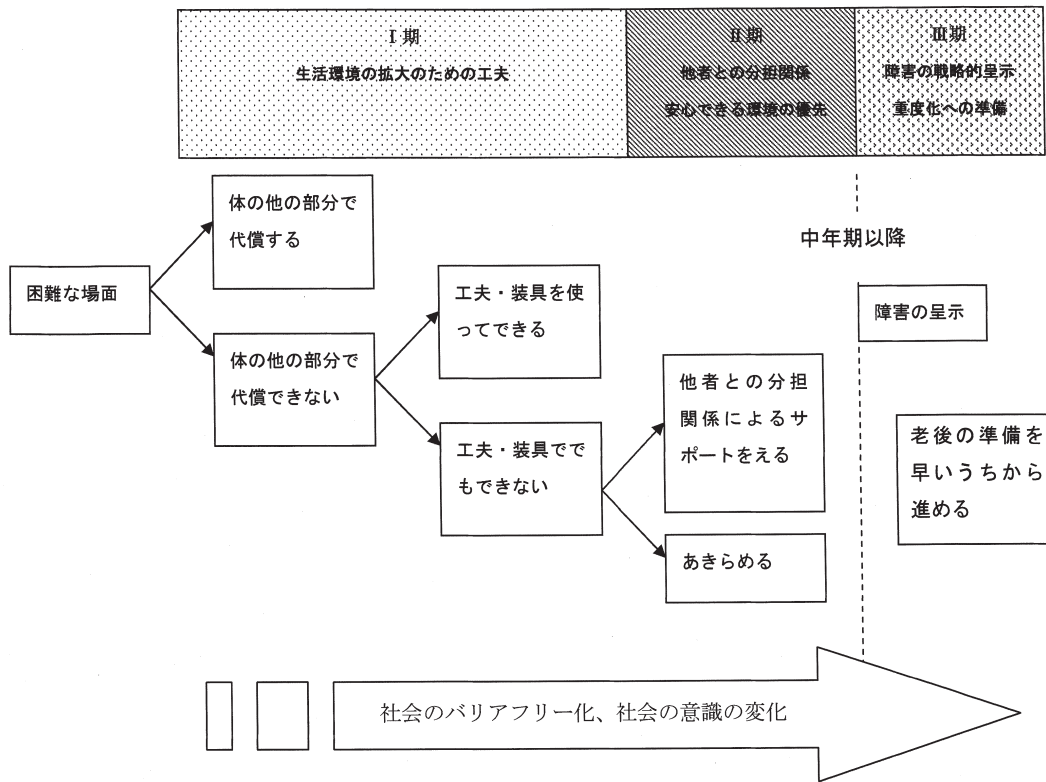 Ⅰ期
生活環境の拡大のための工夫
Ⅱ期
他者との分担関係
安心できる環境の優先
Ⅲ期
障害の戦略的呈示
重度化への準備
体の他の部分で
代償する
中年期以降
困難な場面
工夫・装具を使
ってできる
障害の呈示
体の他の部分で
代償できない
他者との分担
関係によるサ
ポートをえる
工夫・装具でで
もできない
老後の準備を
早いうちから
進める
あきらめる
社会のバリアフリー化、社会の意識の変化